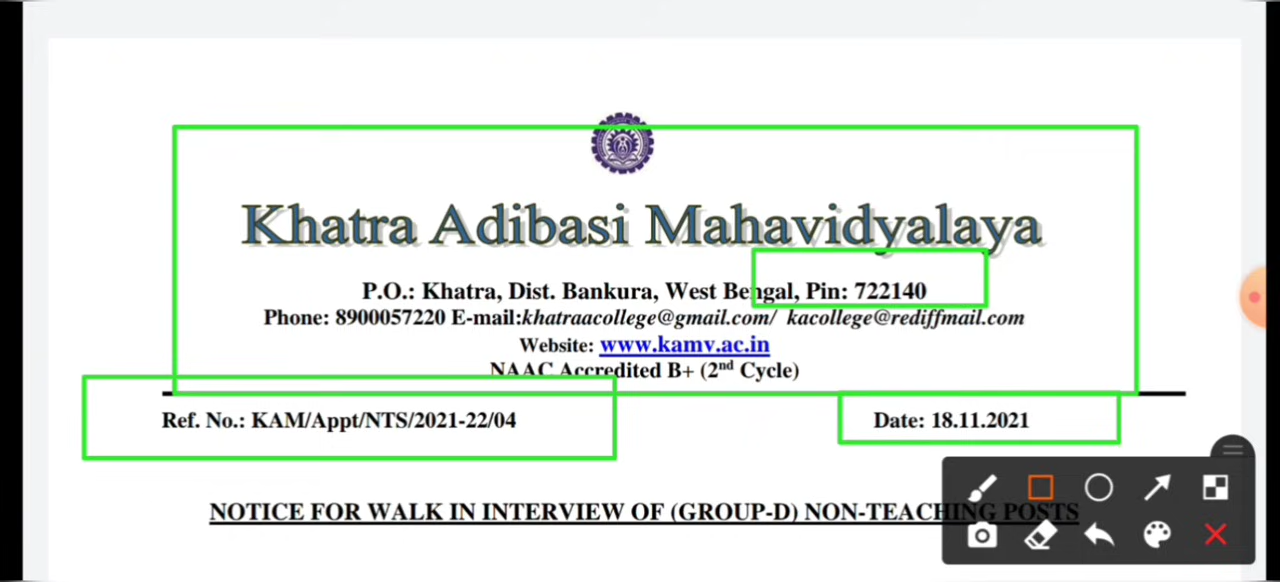 Khatra Adibasi Mahavidyalaya
P.O.: Khatra, Dist. Bankura, West Bengal, Pin: 722140
Phone: 8900057220 E-mail:khatraacollege@gmail.com/ kacollege@rediffmail.com
Website: www.kamv.ac.in
NAAC Accredited B+ (2nd Cycle)
Ref. No.: KAM/Appt/NTS/2021-22/04 Date: 18.11.2021
NOTICE FOR WALK IN INTERVIEW OF (GROUP-D) NON-TEACHING POSTS